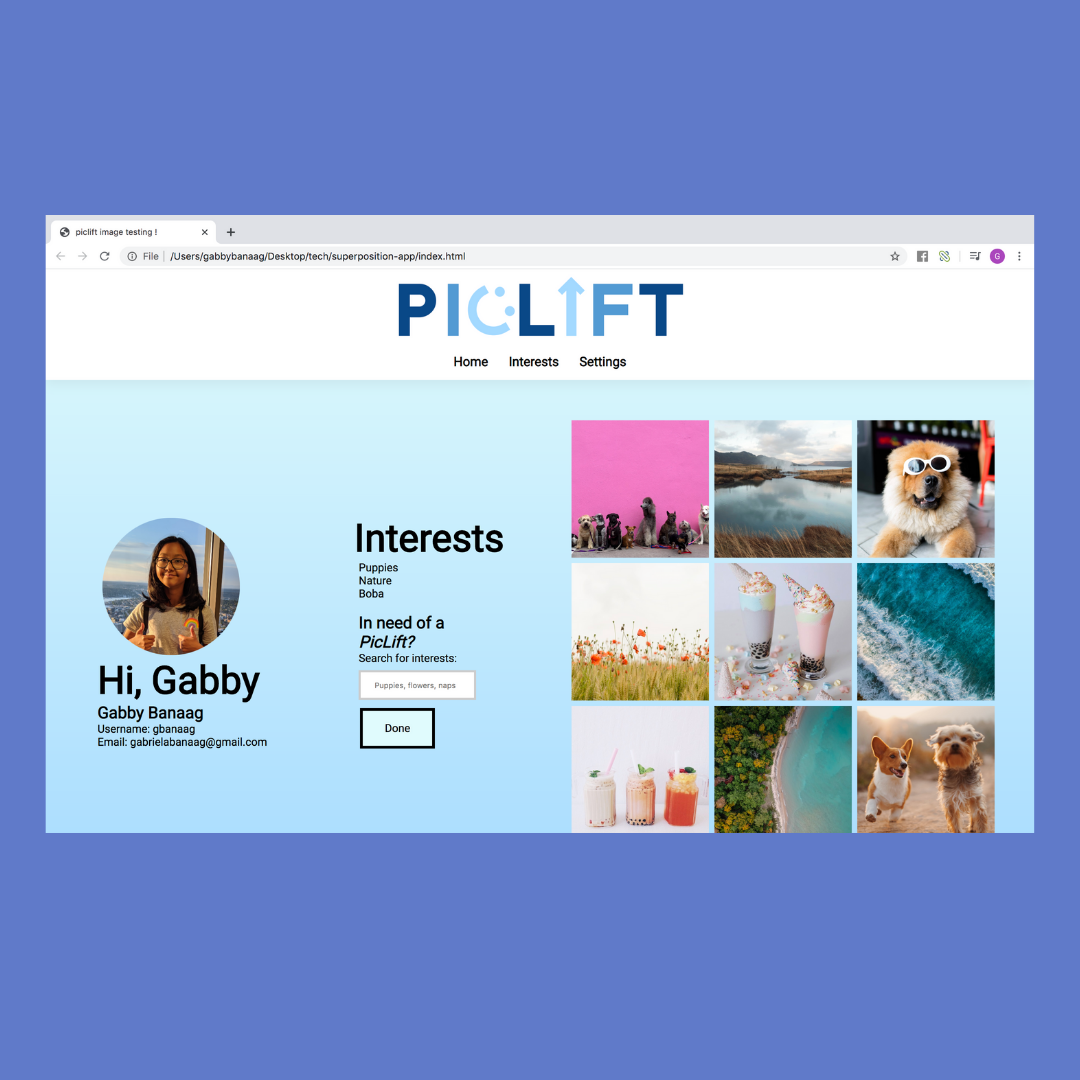 piclift image testing !
File /Users/gabbybanaag/Desktop/tech/superposition-app/index.html
G
PICLIFT
Home Interests Settings
Hi, Gabby
Gabby Banaag
Username: gbanaag
Email: gabrielabanaag@gmail.com
Interests
Puppies
Nature
Boba
In need of a
PicLift?
Search for interests:
Puppies, flowers, naps
Done